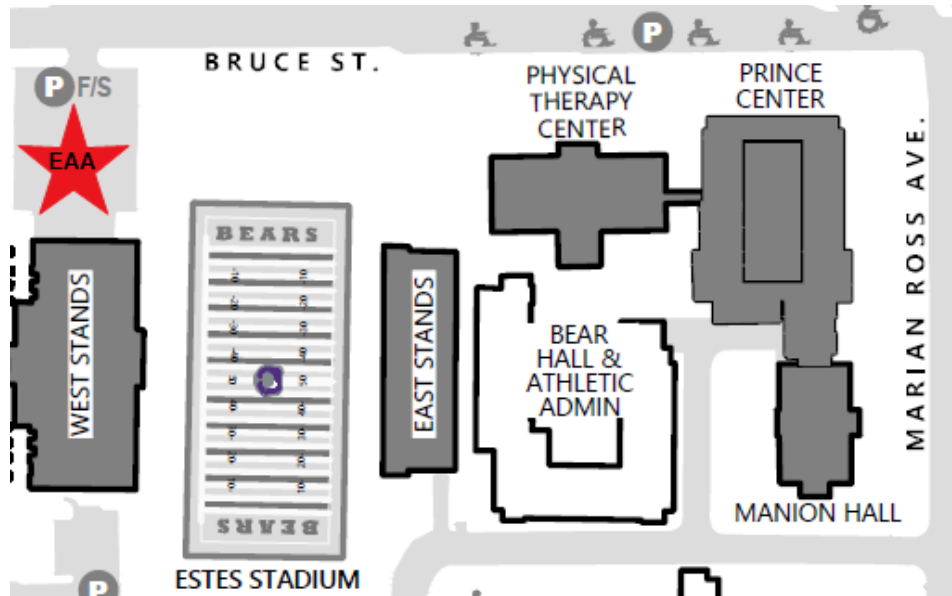 BRUCE ST.
P
P F/S
EAA
PHYSICAL
THERAPY
CENTER
PRINCE
CENTER
MARIAN ROSS AVE.
BEARS
WEST STANDS
EAST STANDS
BEAR
HALL &
ATHLETIC
ADMIN
MANION HALL
BEARS
ESTES STADIUM
P